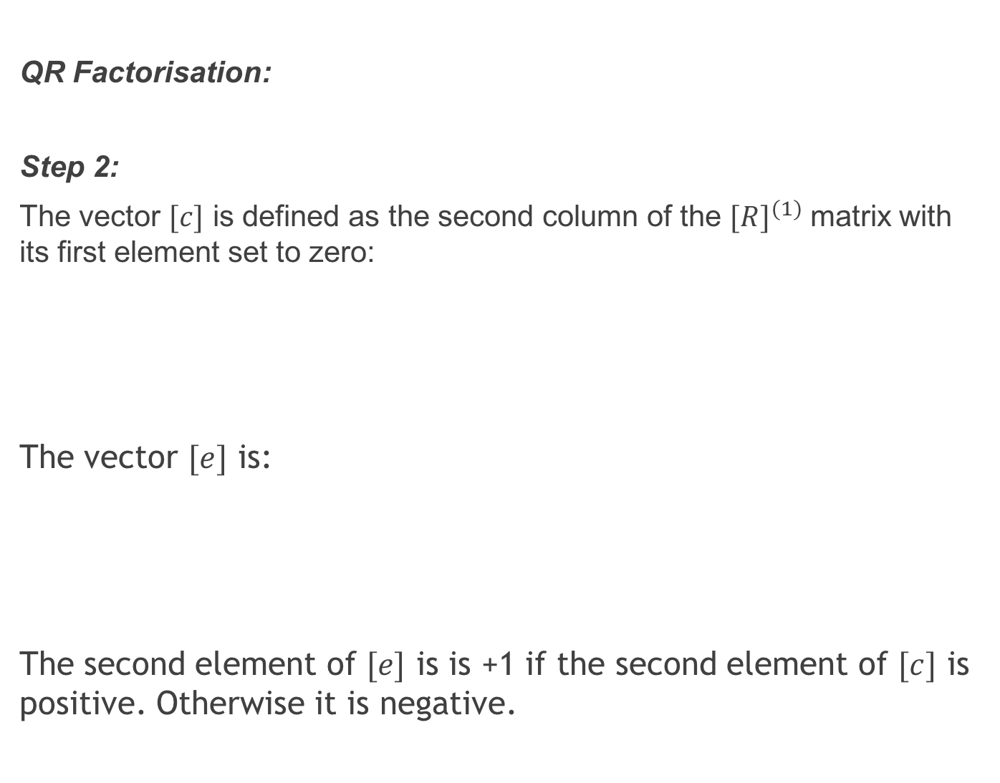 QR Factorisation:
Step 2:
The vector [c] is defined as the second column of the [R]⁽¹⁾ matrix with
its first element set to zero:
The vector [e] is:
The second element of [e] is is +1 if the second element of [c] is
positive. Otherwise it is negative.